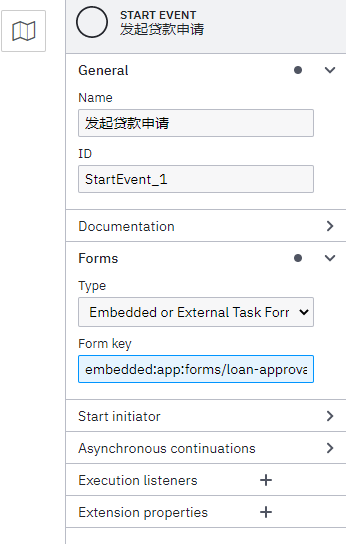 START EVENT
发起贷款申请
General
Name
发起贷款申请
ID
StartEvent_1
Documentation
Forms
Type
Embedded or External Task Forr
Form key
embedded:app:forms/loan-approva
Start initiator
Asynchronous continuations
Execution listeners
Extension properties